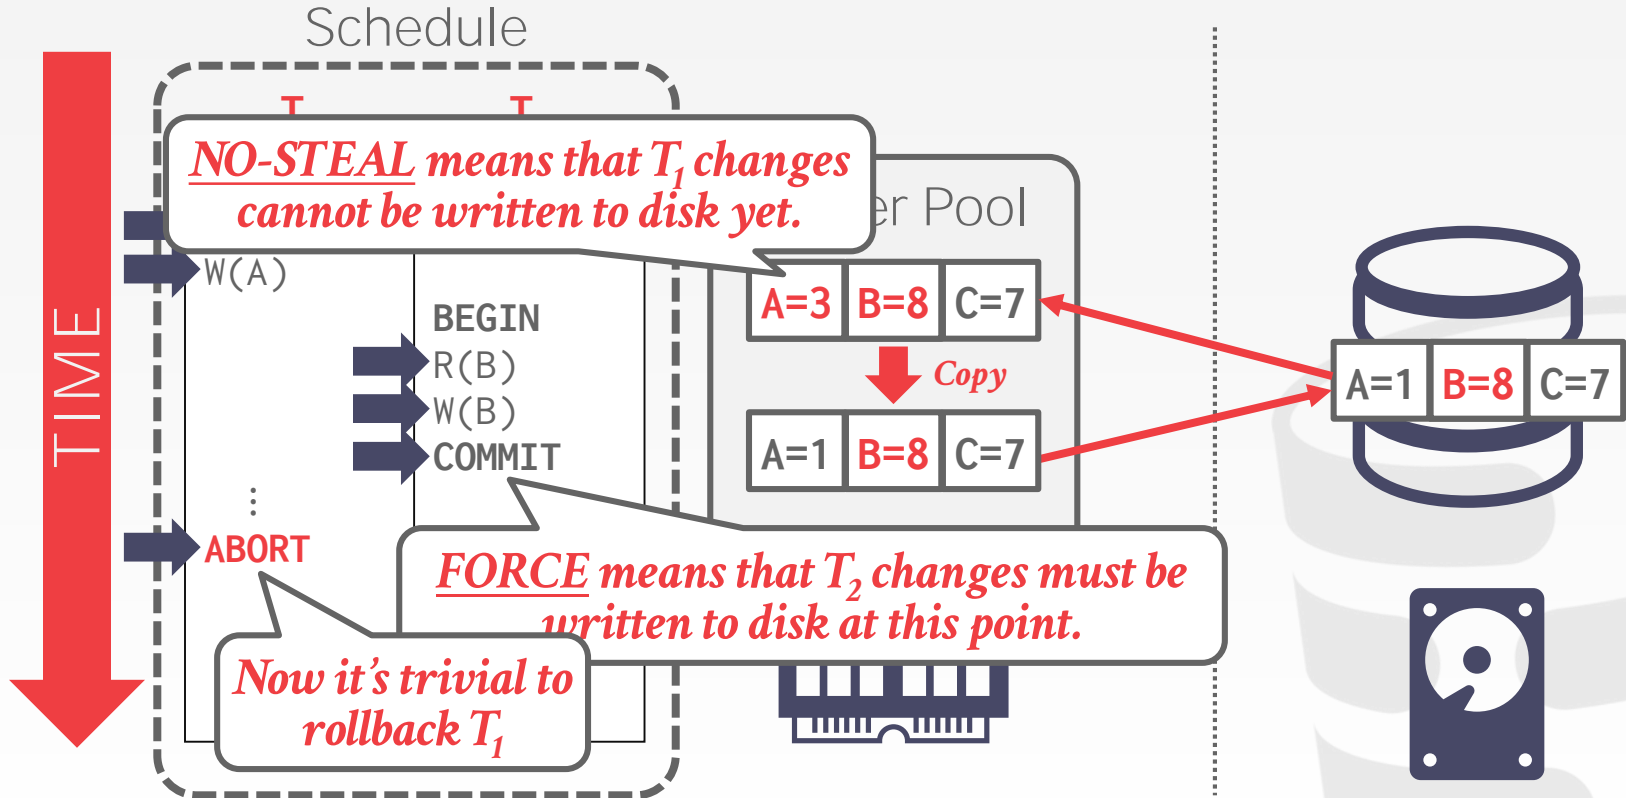 Schedule
T T
NO-STEAL means that T1 changes
cannot be written to disk yet.
er Pool
W(A)
A=3 B=8 C=7
BEGIN
R(B)
W(B)
COMMIT
Copy
A=1 B=8 C=7
A=1 B=8 C=7
TIME
⋮
ABORT
FORCE means that T2 changes must be
written to disk at this point.
Now it's trivial to
rollback T1